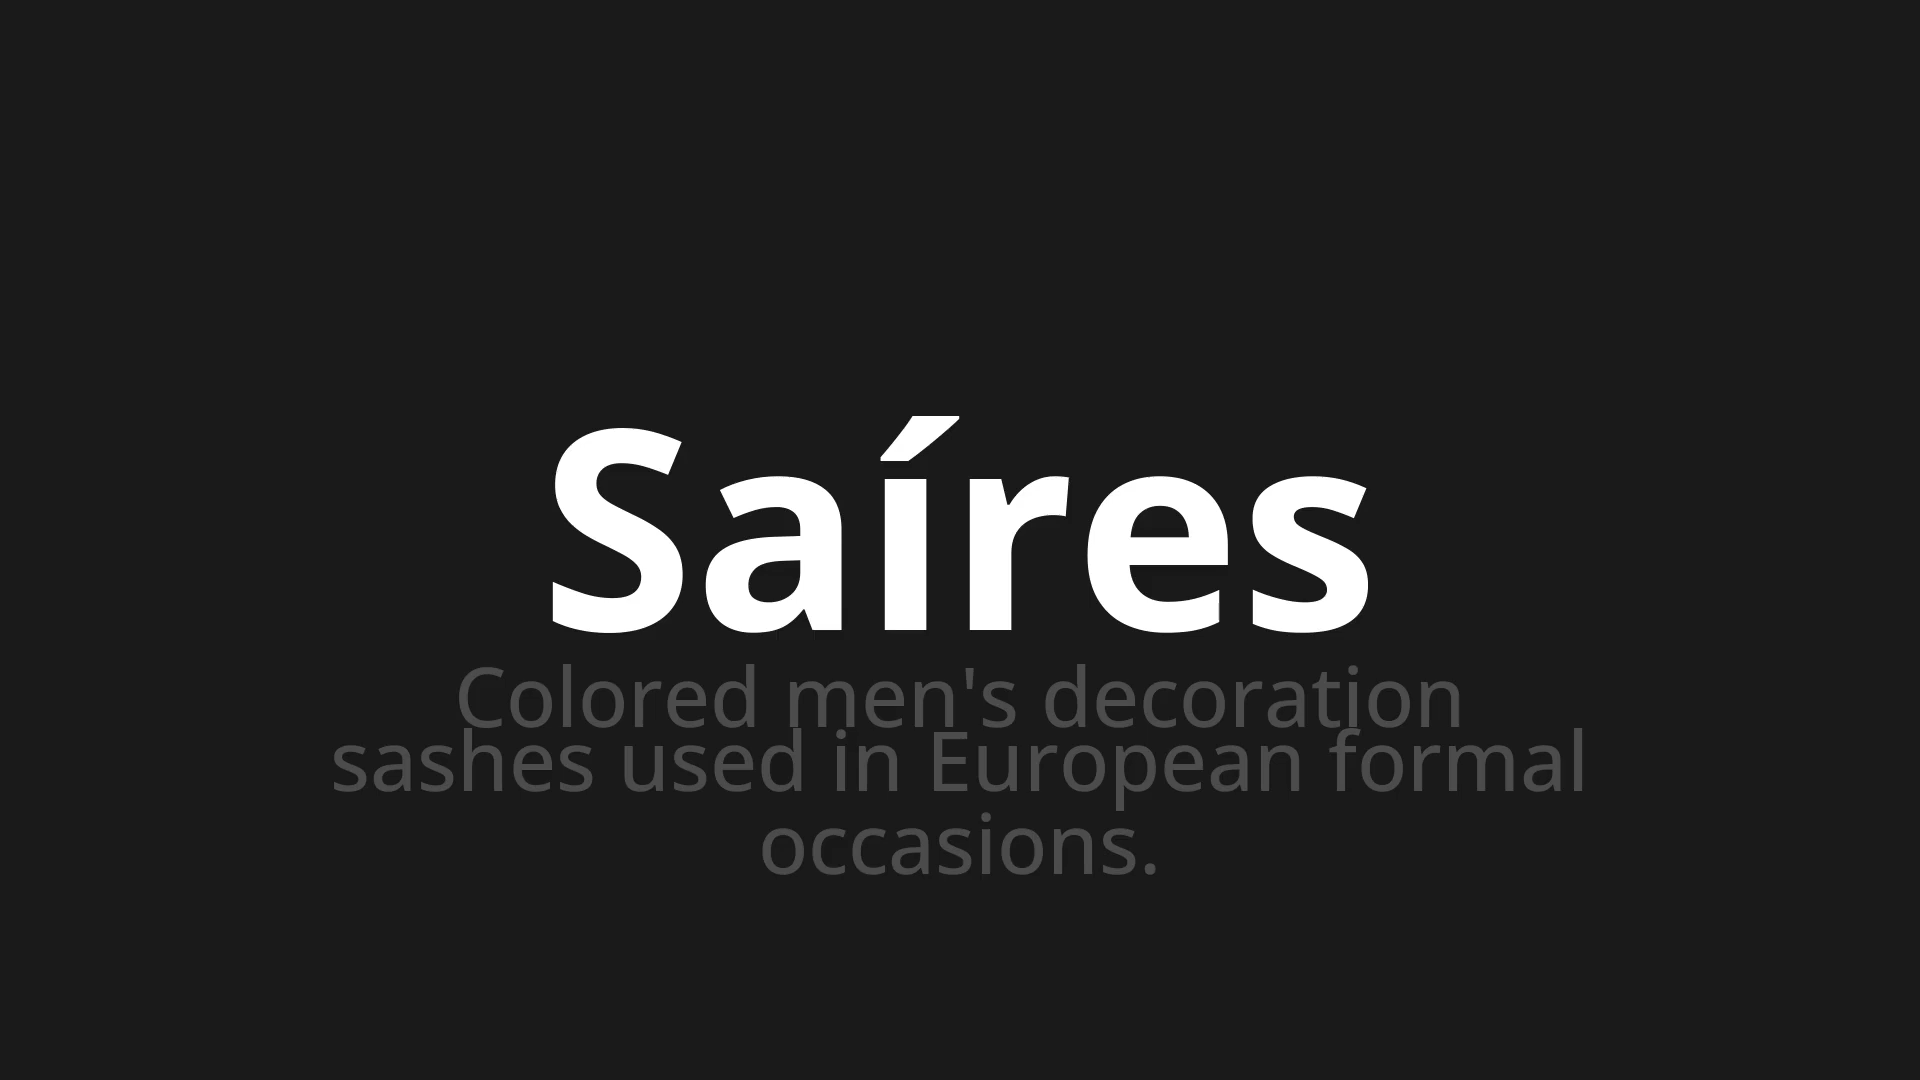 Saíres
Colored men's decoration
sashes used in European formal
occasions.